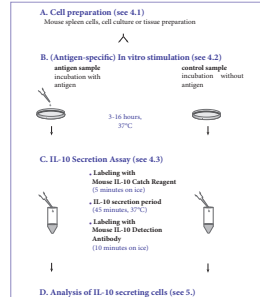 A. Cell preparation (see 4.1)
Mouse spleen cells, cell culture or tissue preparation
B. (Antigen-specific) In vitro stimulation (see 4.2)
antigen sample
incubation with
antigen
control sample
incubation without
antigen
3-16 hours,
37°C
C. IL-10 Secretion Assay (see 4.3)
• Labeling with
Mouse IL-10 Catch Reagent
(5 minutes on ice)
• IL-10 secretion period
(45 minutes, 37°C)
• Labeling with
Mouse IL-10 Detection
Antibody
(10 minutes on ice)
D. Analysis of IL-10 secreting cells (see 5.)